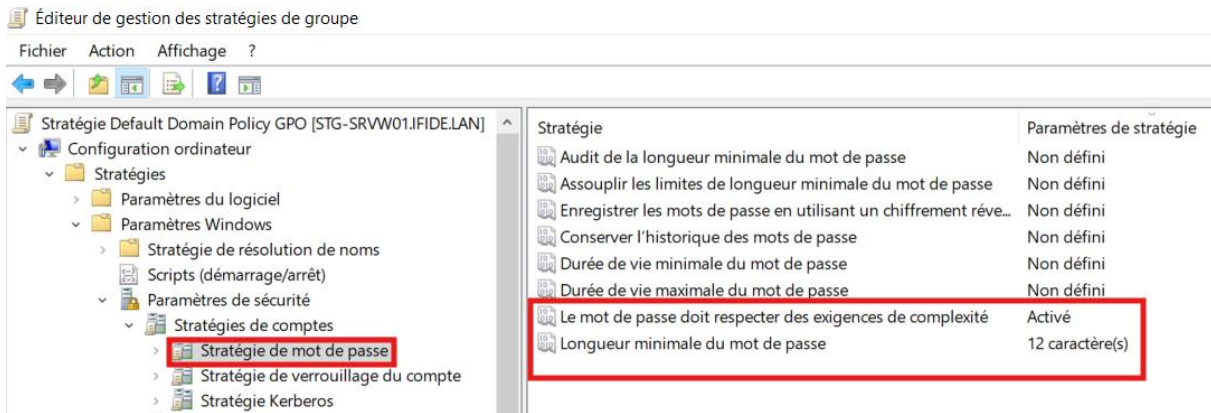 Éditeur de gestion des stratégies de groupe
Fichier Action Affichage ?
Stratégie Default Domain Policy GPO [STG-SRVW01.IFIDE.LAN]
Configuration ordinateur
Stratégies
Paramètres du logiciel
Paramètres Windows
Stratégie de résolution de noms
Scripts (démarrage/arrêt)
Paramètres de sécurité
Stratégies de comptes
Stratégie de mot de passe
Stratégie de verrouillage du compte
Stratégie Kerberos
Stratégie Paramètres de stratégie
Audit de la longueur minimale du mot de passe Non défini
Assouplir les limites de longueur minimale du mot de passe Non défini
Enregistrer les mots de passe en utilisant un chiffrement réve... Non défini
Conserver l'historique des mots de passe Non défini
Durée de vie minimale du mot de passe Non défini
Durée de vie maximale du mot de passe Non défini
Le mot de passe doit respecter des exigences de complexité Activé
Longueur minimale du mot de passe 12 caractère(s)